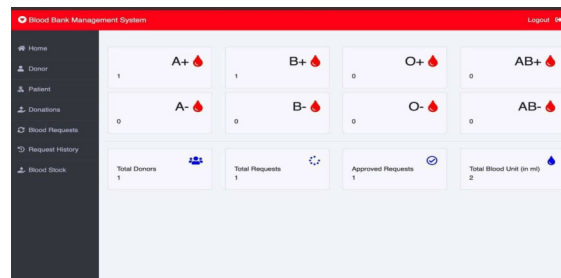 Blood Bank Management System
Logout
Home
Donor
Patient
Donations
Blood Requests
Request History
Blood Stock
A+
1
B+
1
O+
0
AB+
0
A-
0
B-
0
O-
0
AB-
0
Total Donors
1
Total Requests
1
Approved Requests
1
Total Blood Unit (in ml)
2